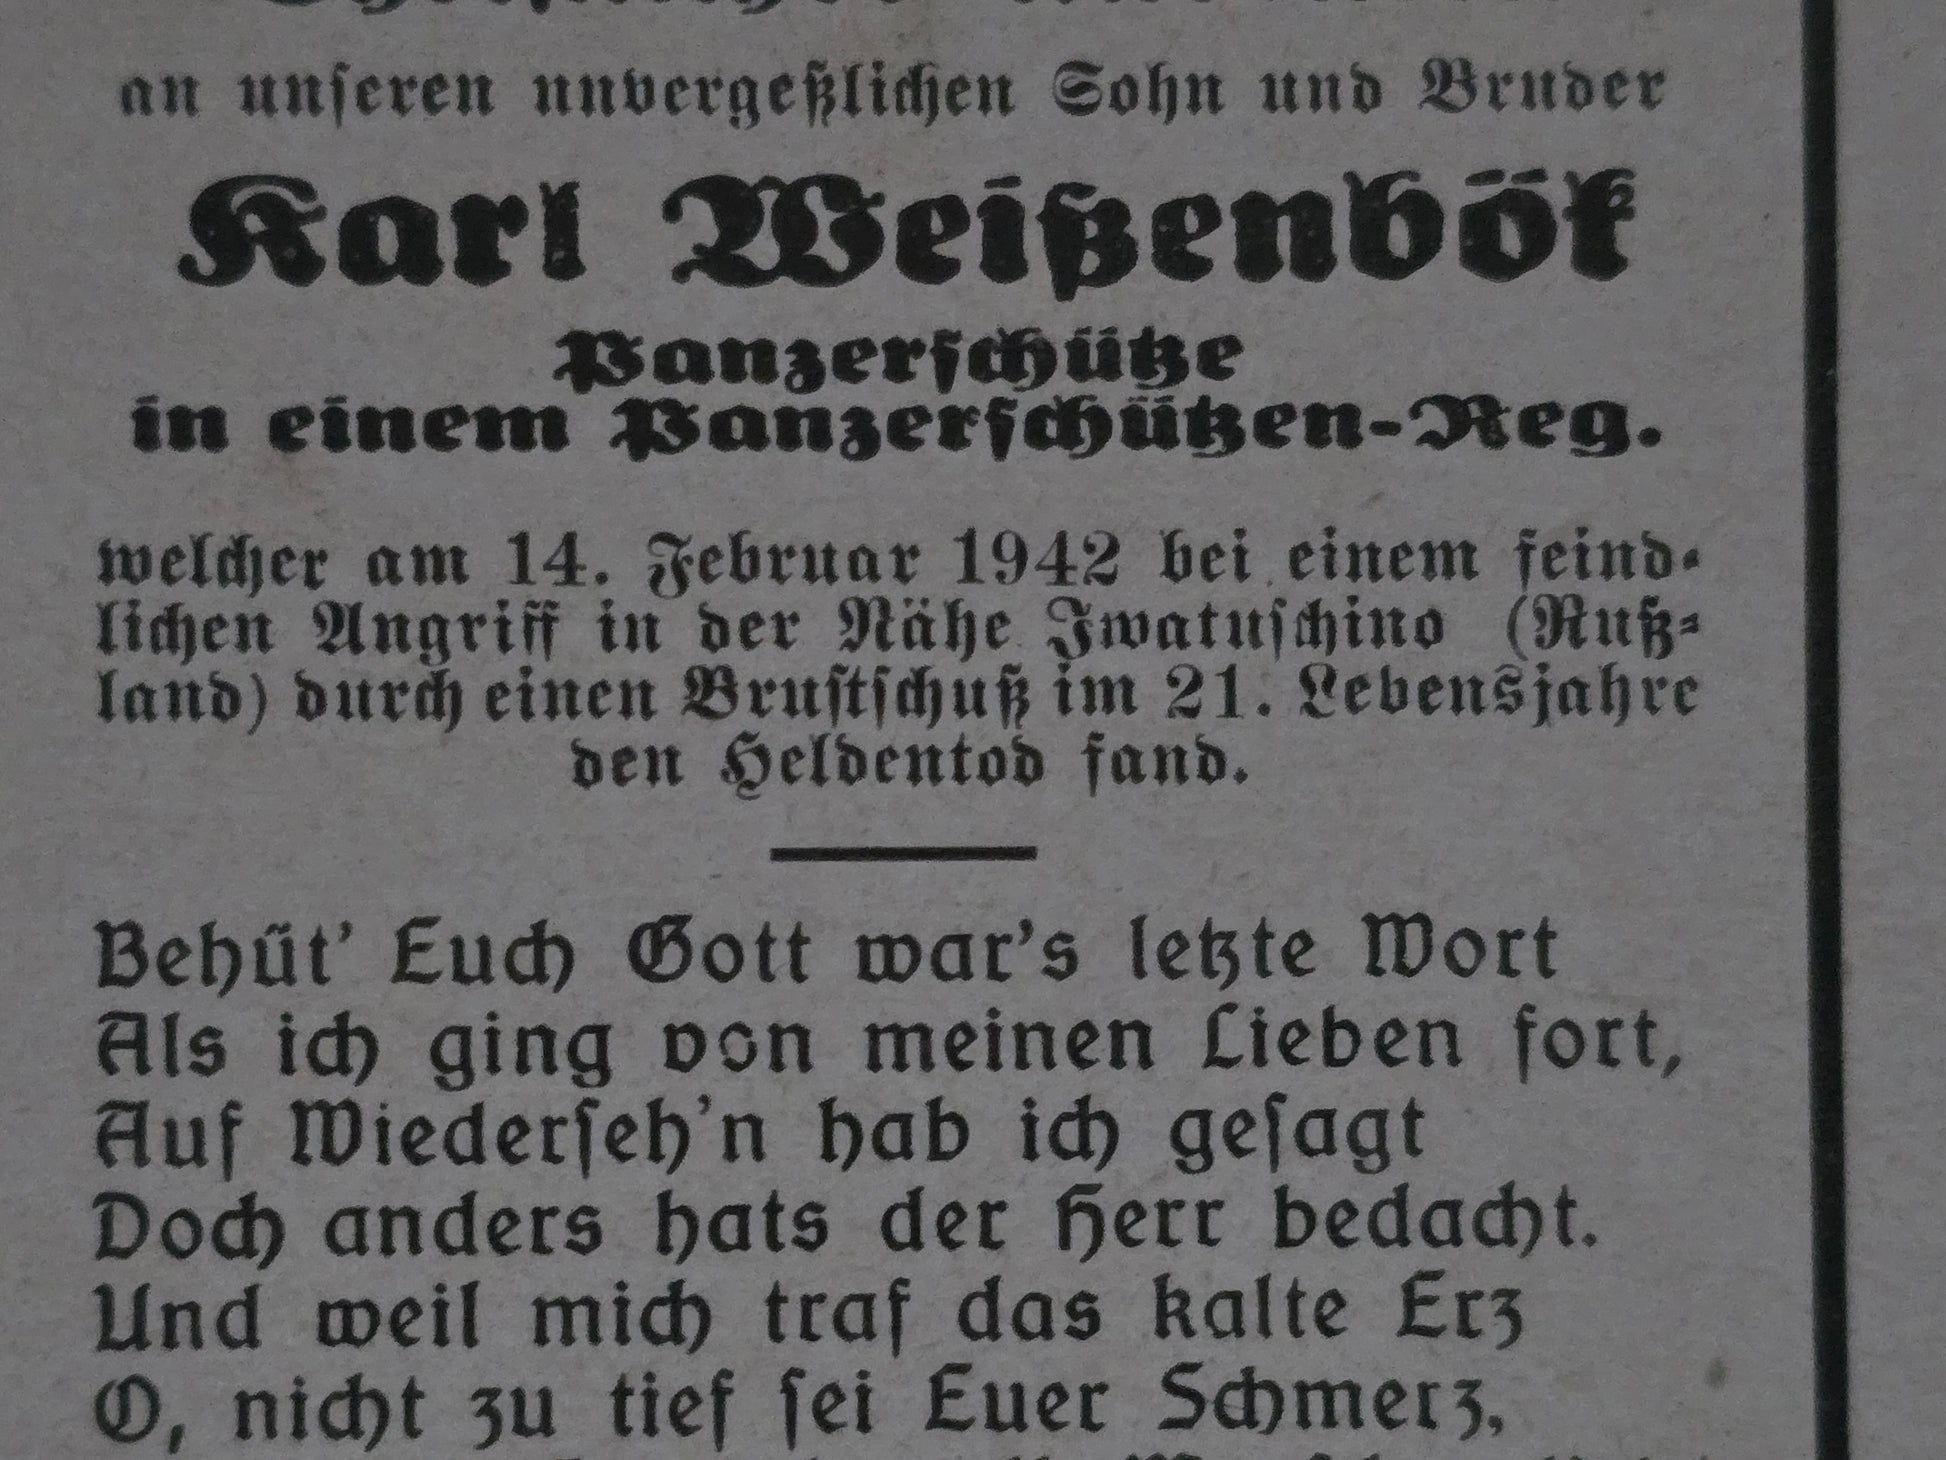 an unseren unvergeßlichen Sohn und Bruder
Karl Weißenbök
Panzerschütze
in einem Panzerschützen-Reg.
welcher am 14. Februar 1942 bei einem feind-
lichen Angriff in der Nähe Iwatuschino (Ruß-
land) durch einen Brustschuß im 21. Lebensjahre
den Heldentod fand.
Behüt' Euch Gott war's letzte Wort
Als ich ging von meinen Lieben fort,
Auf Wiederseh'n hab ich gesagt
Doch anders hats der Herr bedacht.
Und weil mich traf das kalte Erz
O, nicht zu tief sei Euer Schmerz,